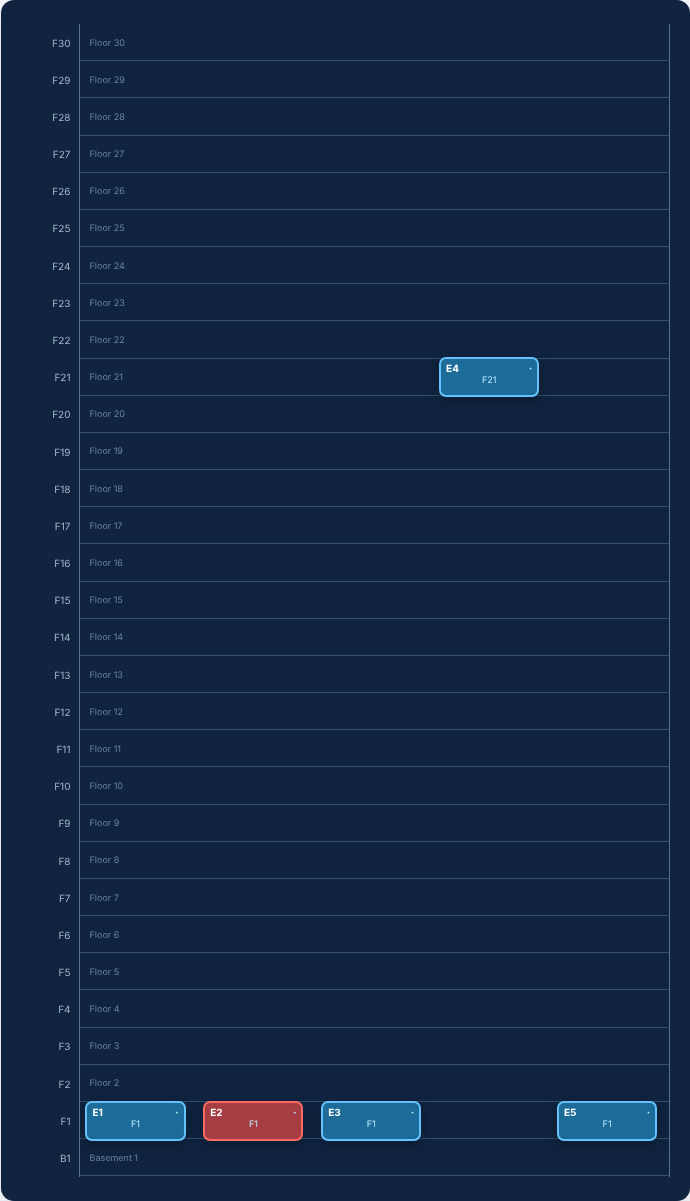 F30 Floor 30
F29 Floor 29
F28 Floor 28
F27 Floor 27
F26 Floor 26
F25 Floor 25
F24 Floor 24
F23 Floor 23
F22 Floor 22
F21 Floor 21 E4 · F21
F20 Floor 20
F19 Floor 19
F18 Floor 18
F17 Floor 17
F16 Floor 16
F15 Floor 15
F14 Floor 14
F13 Floor 13
F12 Floor 12
F11 Floor 11
F10 Floor 10
F9 Floor 9
F8 Floor 8
F7 Floor 7
F6 Floor 6
F5 Floor 5
F4 Floor 4
F3 Floor 3
F2 Floor 2
F1 E1 · F1 E2 · F1 E3 · F1 E5 · F1
B1 Basement 1